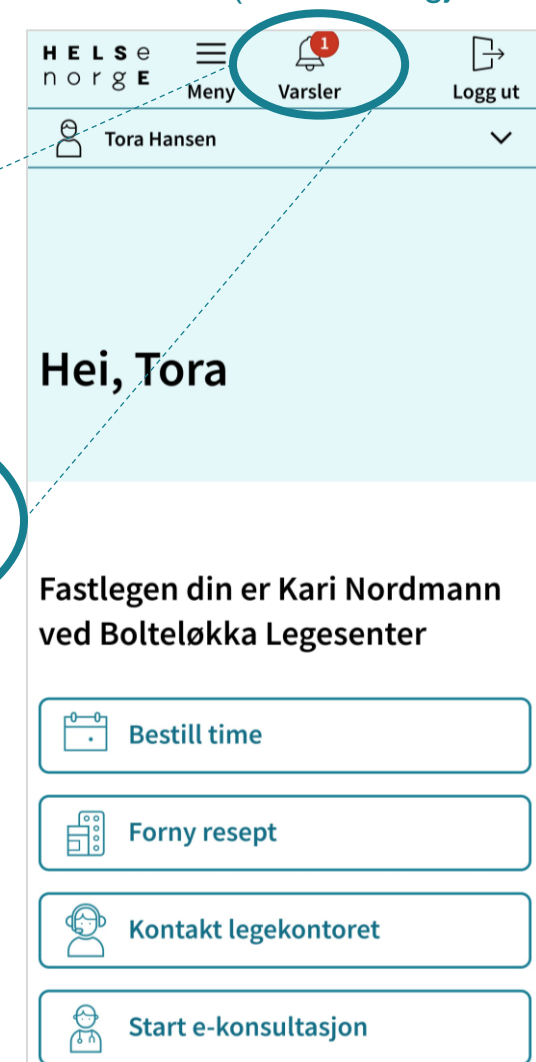 HELSe
norgE
Meny
1
Varsler
Logg ut
Tora Hansen
Hei, Tora
Fastlegen din er Kari Nordmann
ved Bolteløkka Legesenter
Bestill time
Forny resept
Kontakt legekontoret
Start e-konsultasjon